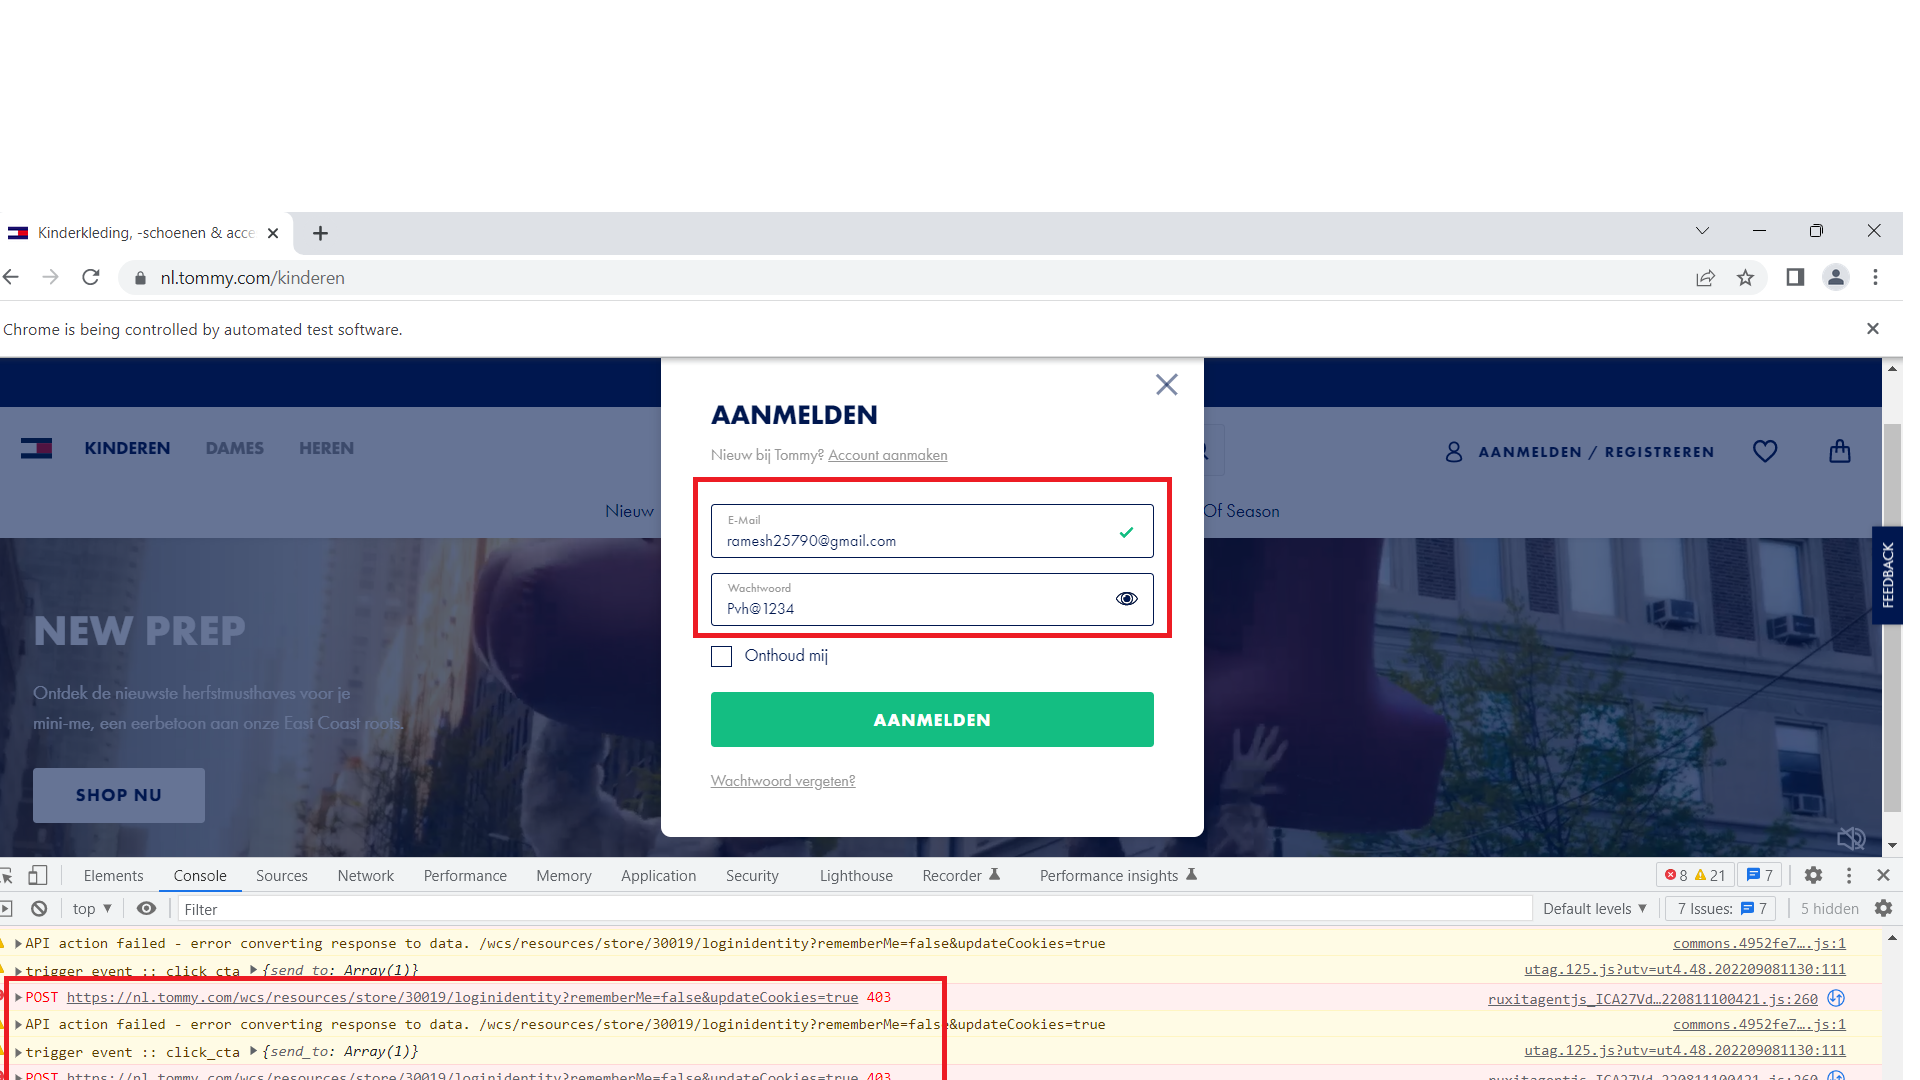 Kinderkleding, -schoenen & acce
nl.tommy.com/kinderen
Chrome is being controlled by automated test software.
AANMELDEN
Nieuw bij Tommy? Account aanmaken
KINDEREN DAMES HEREN
AANMELDEN / REGISTREREN
Nieuw
Of Season
E-Mail
ramesh25790@gmail.com
Wachtwoord
Pvh@1234
Onthoud mij
AANMELDEN
Wachtwoord vergeten?
FEEDBACK
NEW PREP
Ontdek de nieuwste herfstmusthaves voor je
mini-me, een eerbetoon aan onze East Coast roots.
SHOP NU
Elements Console Sources Network Performance Memory Application Security Lighthouse Recorder Performance insights 8 21 7
top Filter Default levels 7 Issues: 7 5 hidden
API action failed - error converting response to data. /wcs/resources/store/30019/loginidentity?rememberMe=false&updateCookies=true commons.4952fe7….js:1
trigger event :: click_cta {send_to: Array(1)} utag.125.js?utv=ut4.48.202209081130:111
POST https://nl.tommy.com/wcs/resources/store/30019/loginidentity?rememberMe=false&updateCookies=true 403 ruxitagentjs_ICA27Vd…220811100421.js:260
API action failed - error converting response to data. /wcs/resources/store/30019/loginidentity?rememberMe=false&updateCookies=true commons.4952fe7….js:1
trigger event :: click_cta {send_to: Array(1)} utag.125.js?utv=ut4.48.202209081130:111
POST https://nl.tommy.com/wcs/resources/store/30019/loginidentity?rememberMe=false&updateCookies=true 403 ruxitagentjs_ICA27Vd…220811100421.js:260